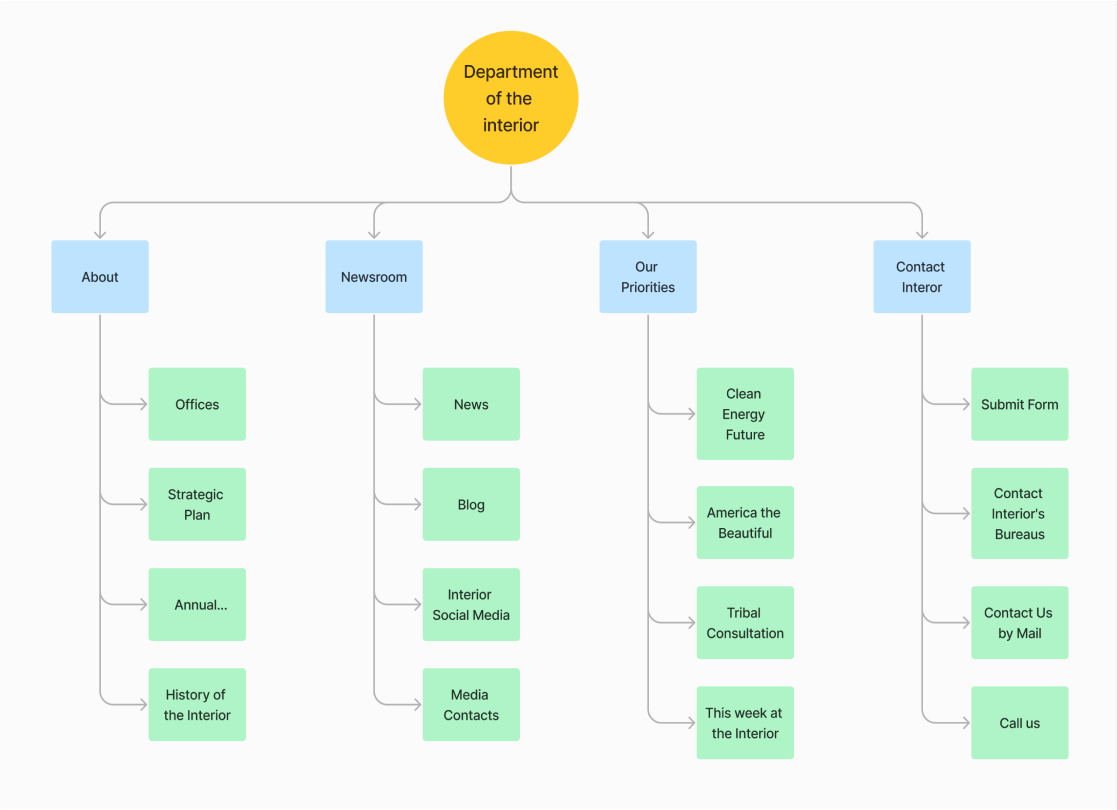 Department
of the
interior
About
Newsroom
Our
Priorities
Contact
Interor
Offices
Strategic
Plan
Annual...
History of
the Interior
News
Blog
Interior
Social Media
Media
Contacts
Clean
Energy
Future
America the
Beautiful
Tribal
Consultation
This week at
the Interior
Submit Form
Contact
Interior's
Bureaus
Contact Us
by Mail
Call us